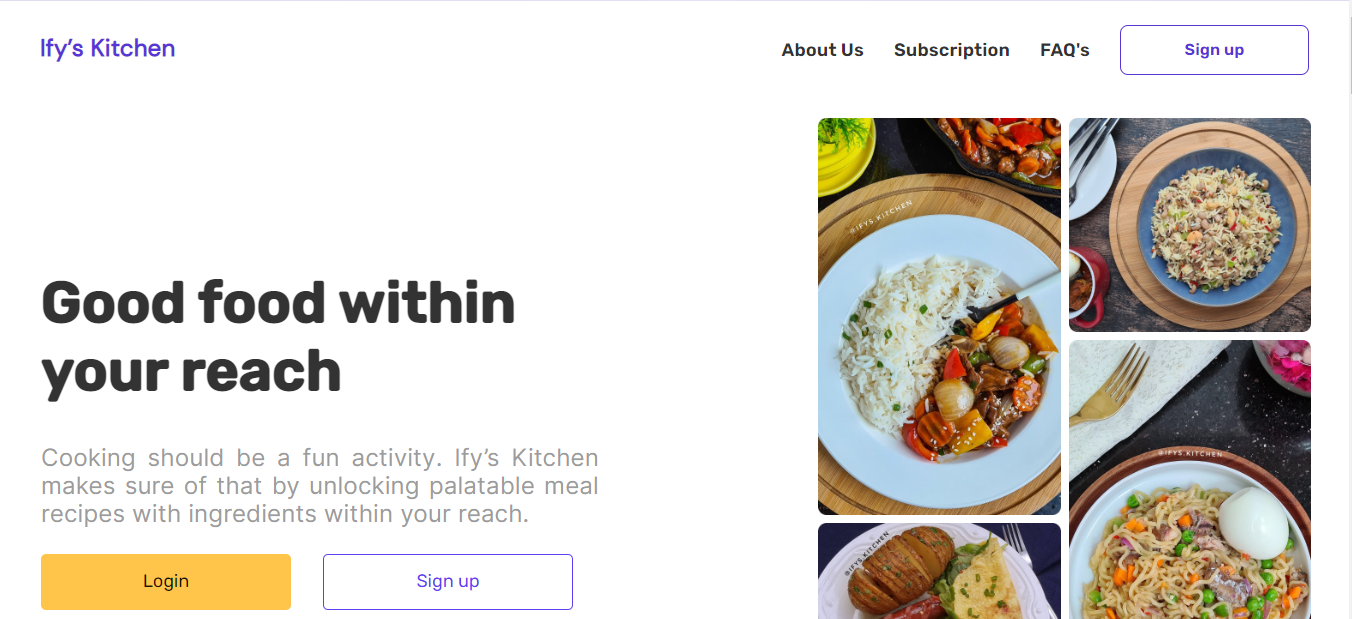 Ify's Kitchen
About Us
Subscription
FAQ's
Sign up
Good food within
your reach
Cooking should be a fun activity. Ify's Kitchen
makes sure of that by unlocking palatable meal
recipes with ingredients within your reach.
Login
Sign up
@IFYS.KITCHEN
@IFYS.KITCHEN
@IFYS.KITCHEN